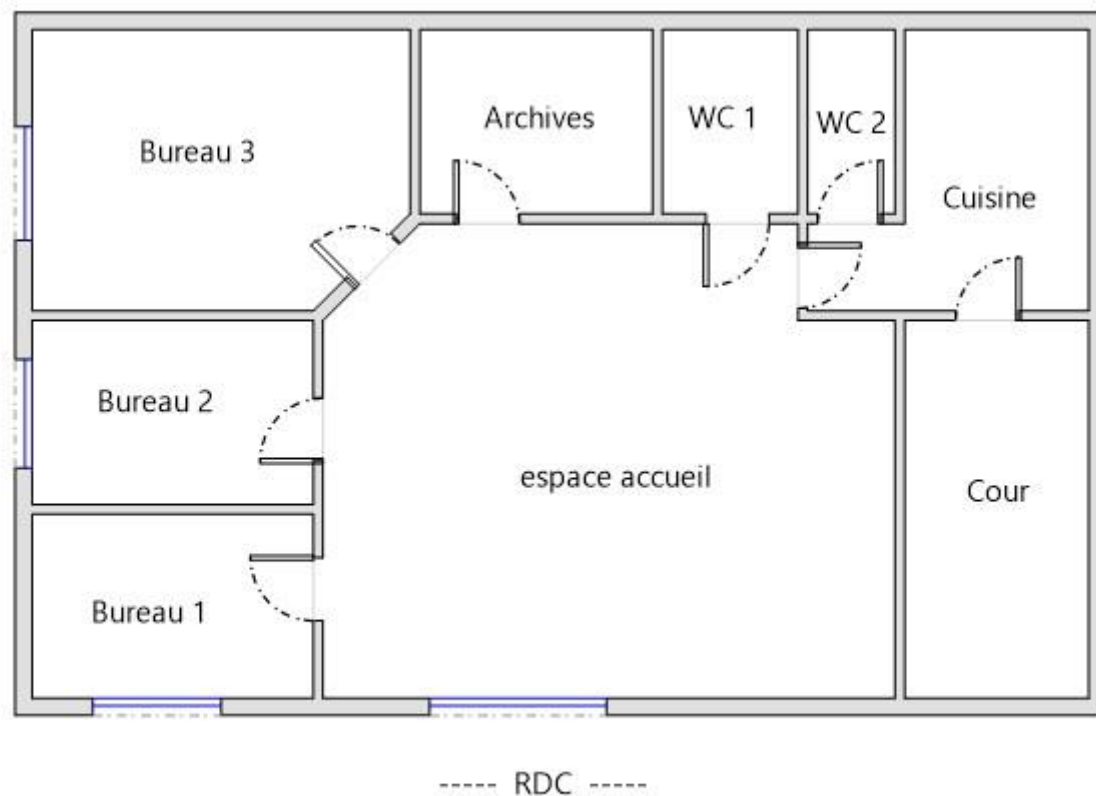 Archives
WC 1
WC 2
Bureau 3
Cuisine
Bureau 2
espace accueil
Cour
Bureau 1
----- RDC -----